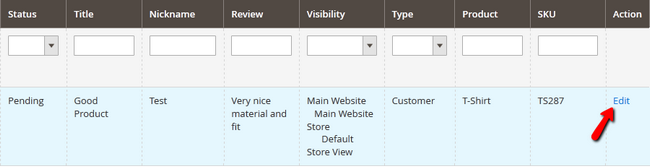 Status Title Nickname Review Visibility Type Product SKU Action
Pending Good Test Very nice Main Website Customer T-Shirt TS287 Edit
Product material and Main Website
fit Store
Default
Store View